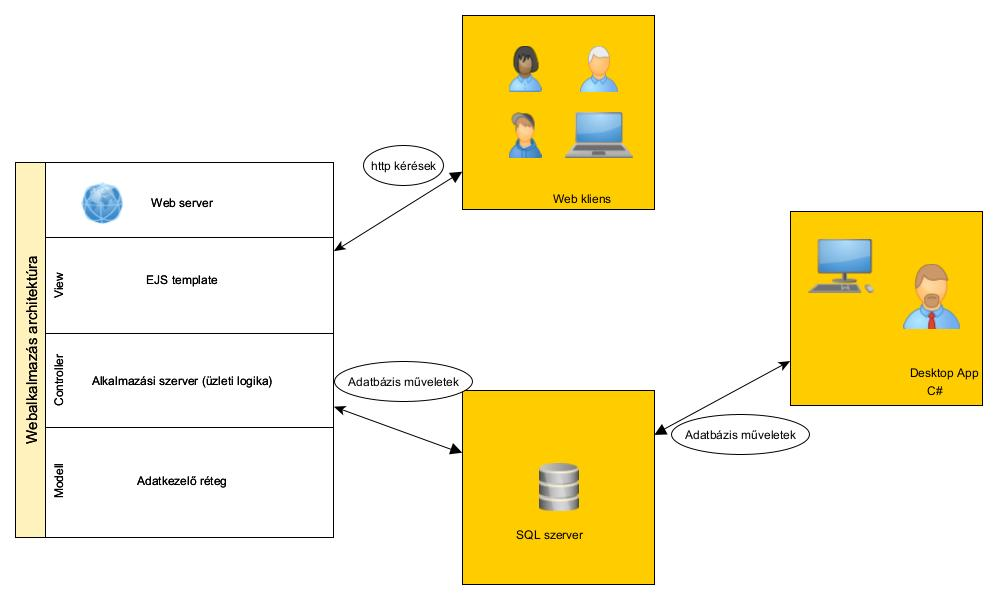 Webalkalmazás architektúra
Web server
View
EJS template
Controller
Alkalmazási szerver (üzleti logika)
Modell
Adatkezelő réteg
http kérések
Web kliens
Adatbázis műveletek
SQL szerver
Adatbázis műveletek
Desktop App
C#